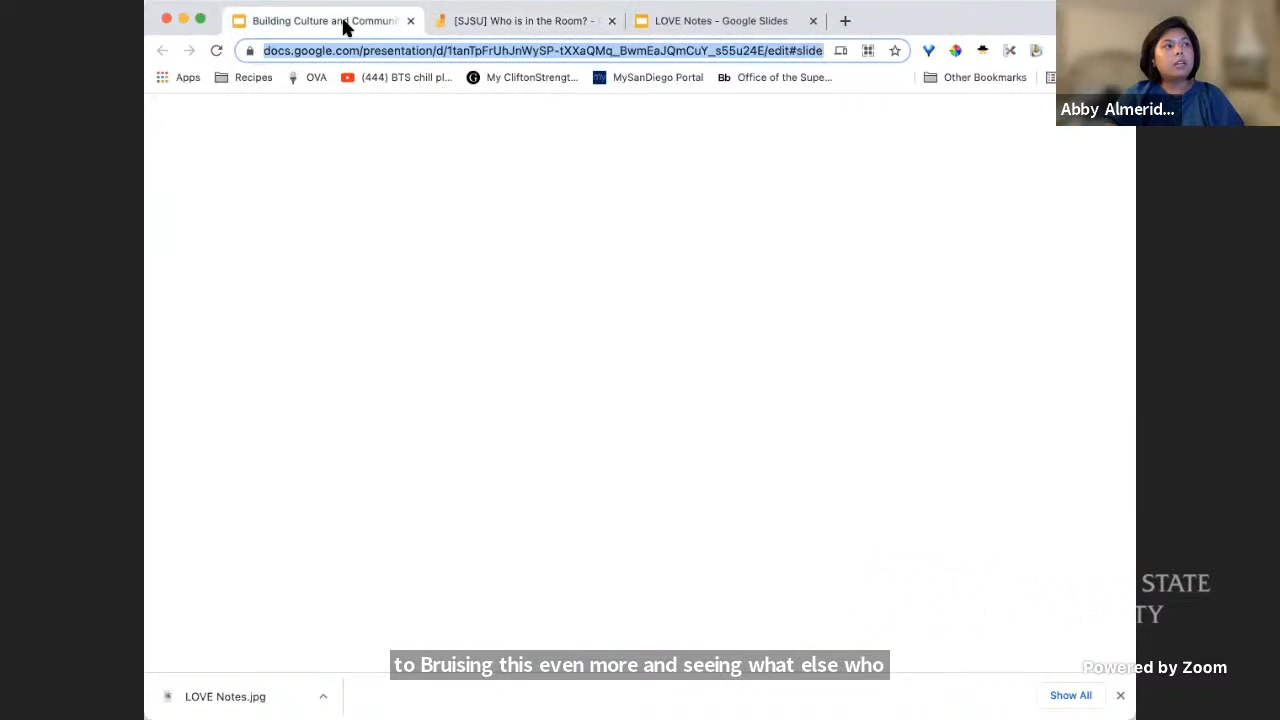 Building Culture and Communi
[SJSU] Who is in the Room? -
LOVE Notes - Google Slides
docs.google.com/presentation/d/1tanTpFrUhJnWySP-tXXaQMq_BwmEaJQmCuY_s55u24E/edit#slide
Apps
Recipes
OVA
(444) BTS chill pl...
My CliftonStrengt...
MySanDiego Portal
Bb Office of the Supe...
Other Bookmarks
Abby Almerid...
STATE
TY
to Bruising this even more and seeing what else who
Powered by Zoom
LOVE Notes.jpg
Show All